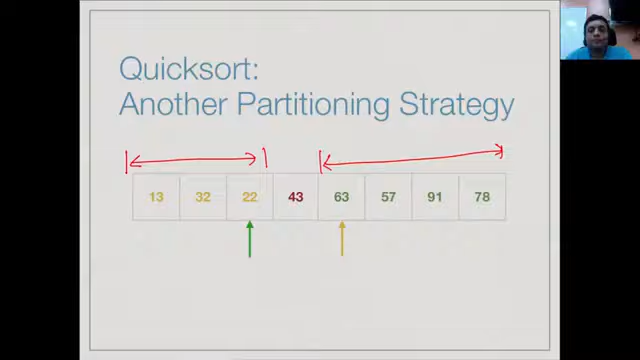 Quicksort:
Another Partitioning Strategy
13 32 22 43 63 57 91 78